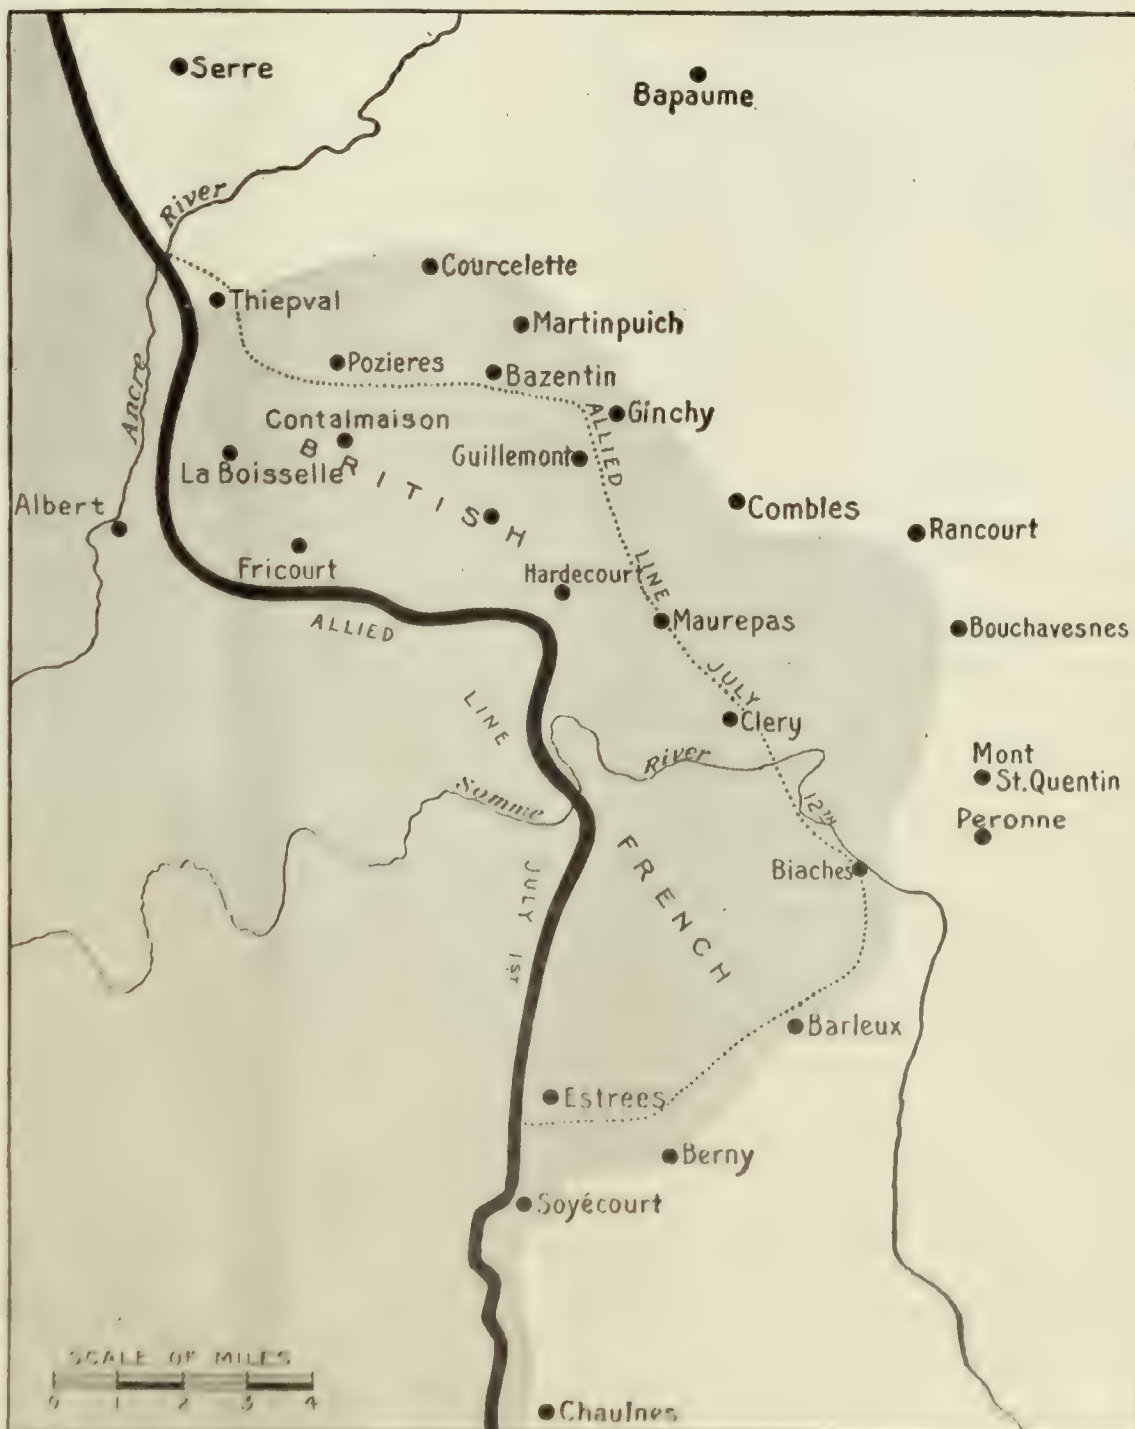 Serre
Bapaume
River
Courcelette
Thiepval
Martinpuich
Pozieres
Bazentin
Ancre
ALLIED
Ginchy
Contalmaison
BRITISH
Guillemont
La Boisselle
Albert
Combles
Rancourt
Fricourt
Hardecourt
LINE
ALLIED
Maurepas
Bouchavesnes
JULY
LINE
Clery
River
Mont
St. Quentin
Somme
12TH
Peronne
FRENCH
Biaches
JULY
1ST
Barleux
Estrees
Berny
Soyécourt
SCALE OF MILES
0 1 2 3 4
Chaulnes